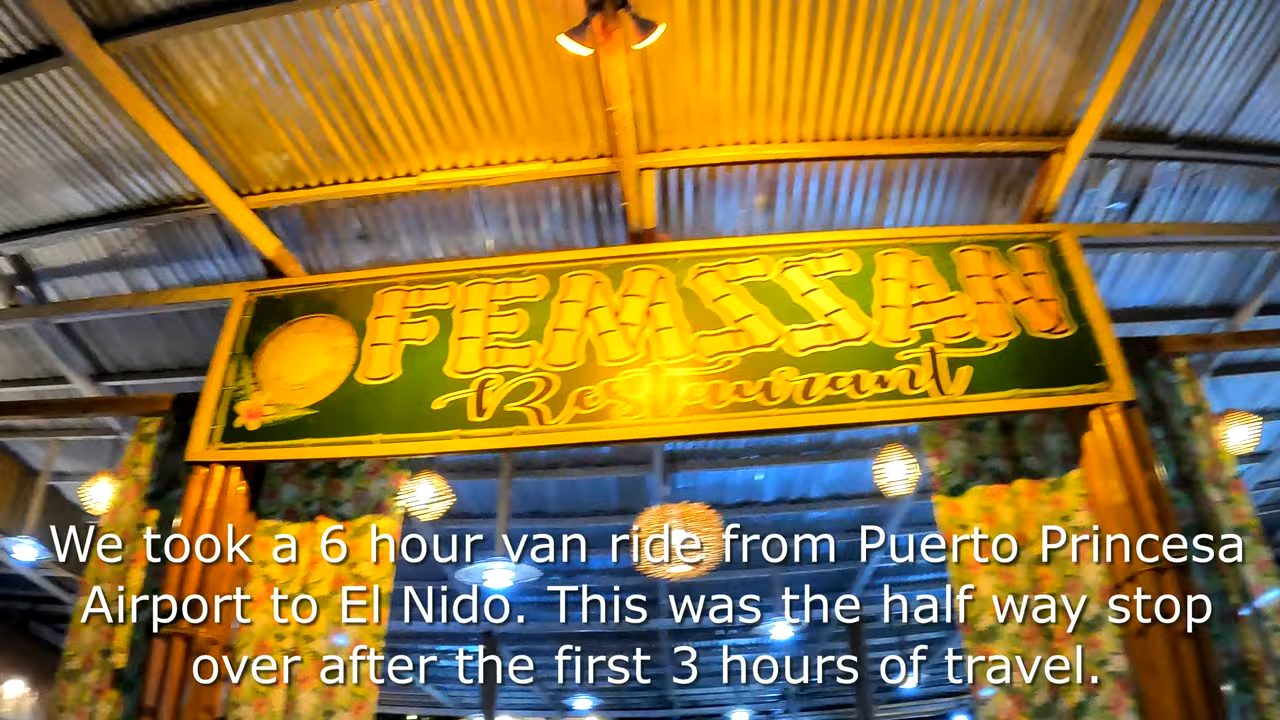 FEMSSAN
Restaurant
We took a 6 hour van ride from Puerto Princesa
Airport to El Nido. This was the half way stop
over after the first 3 hours of travel.